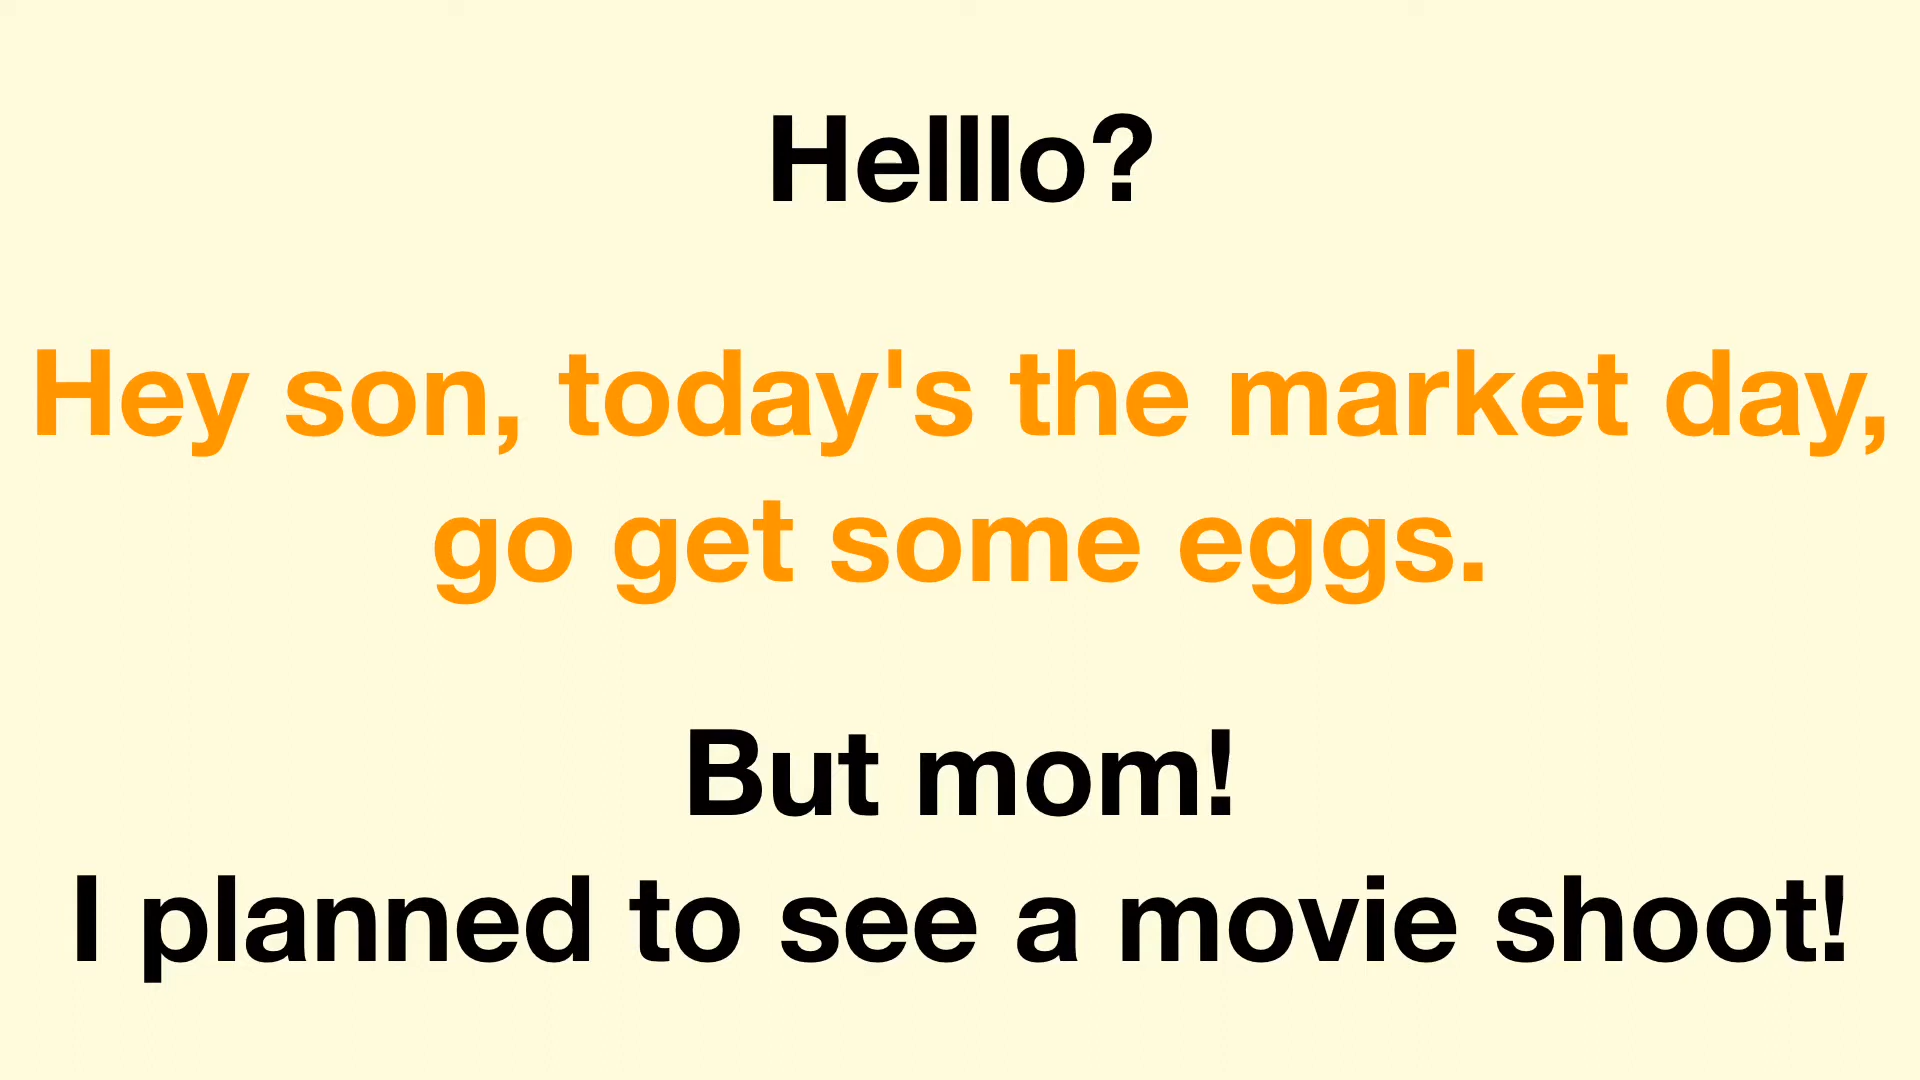 Helllo?
Hey son, today's the market day,
go get some eggs.
But mom!
I planned to see a movie shoot!